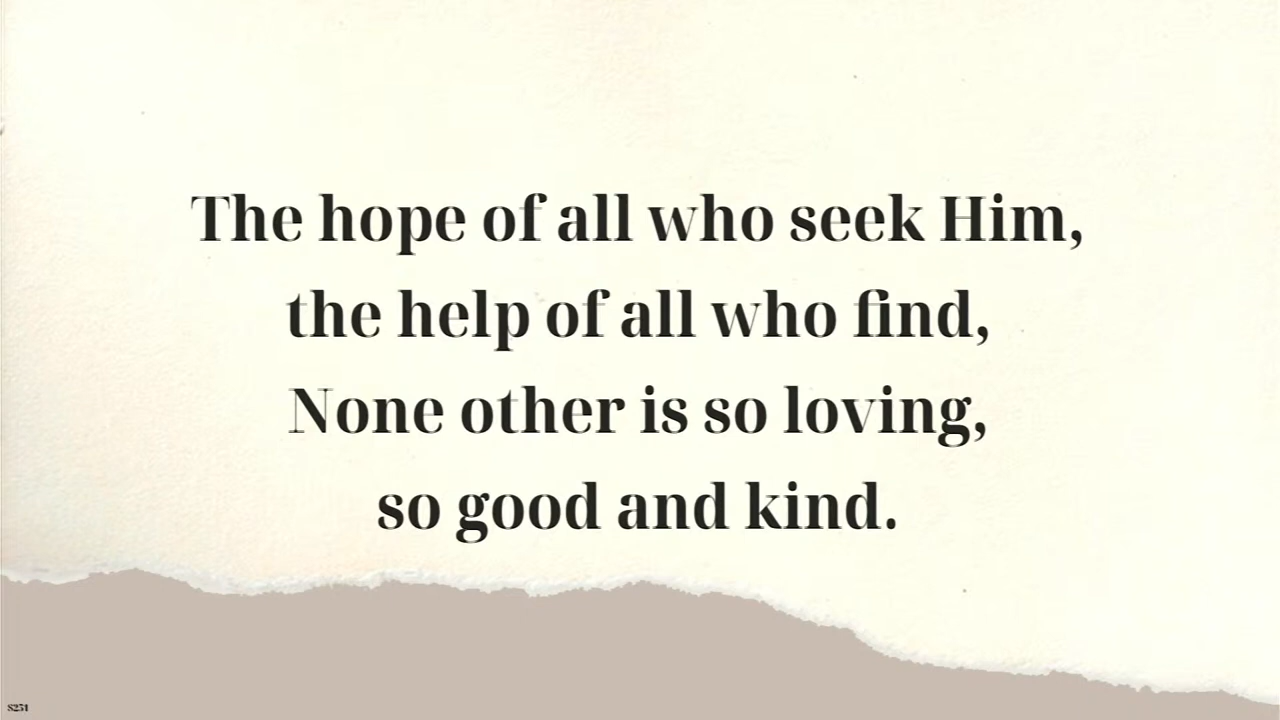 The hope of all who seek Him,
the help of all who find,
None other is so loving,
so good and kind.
S251